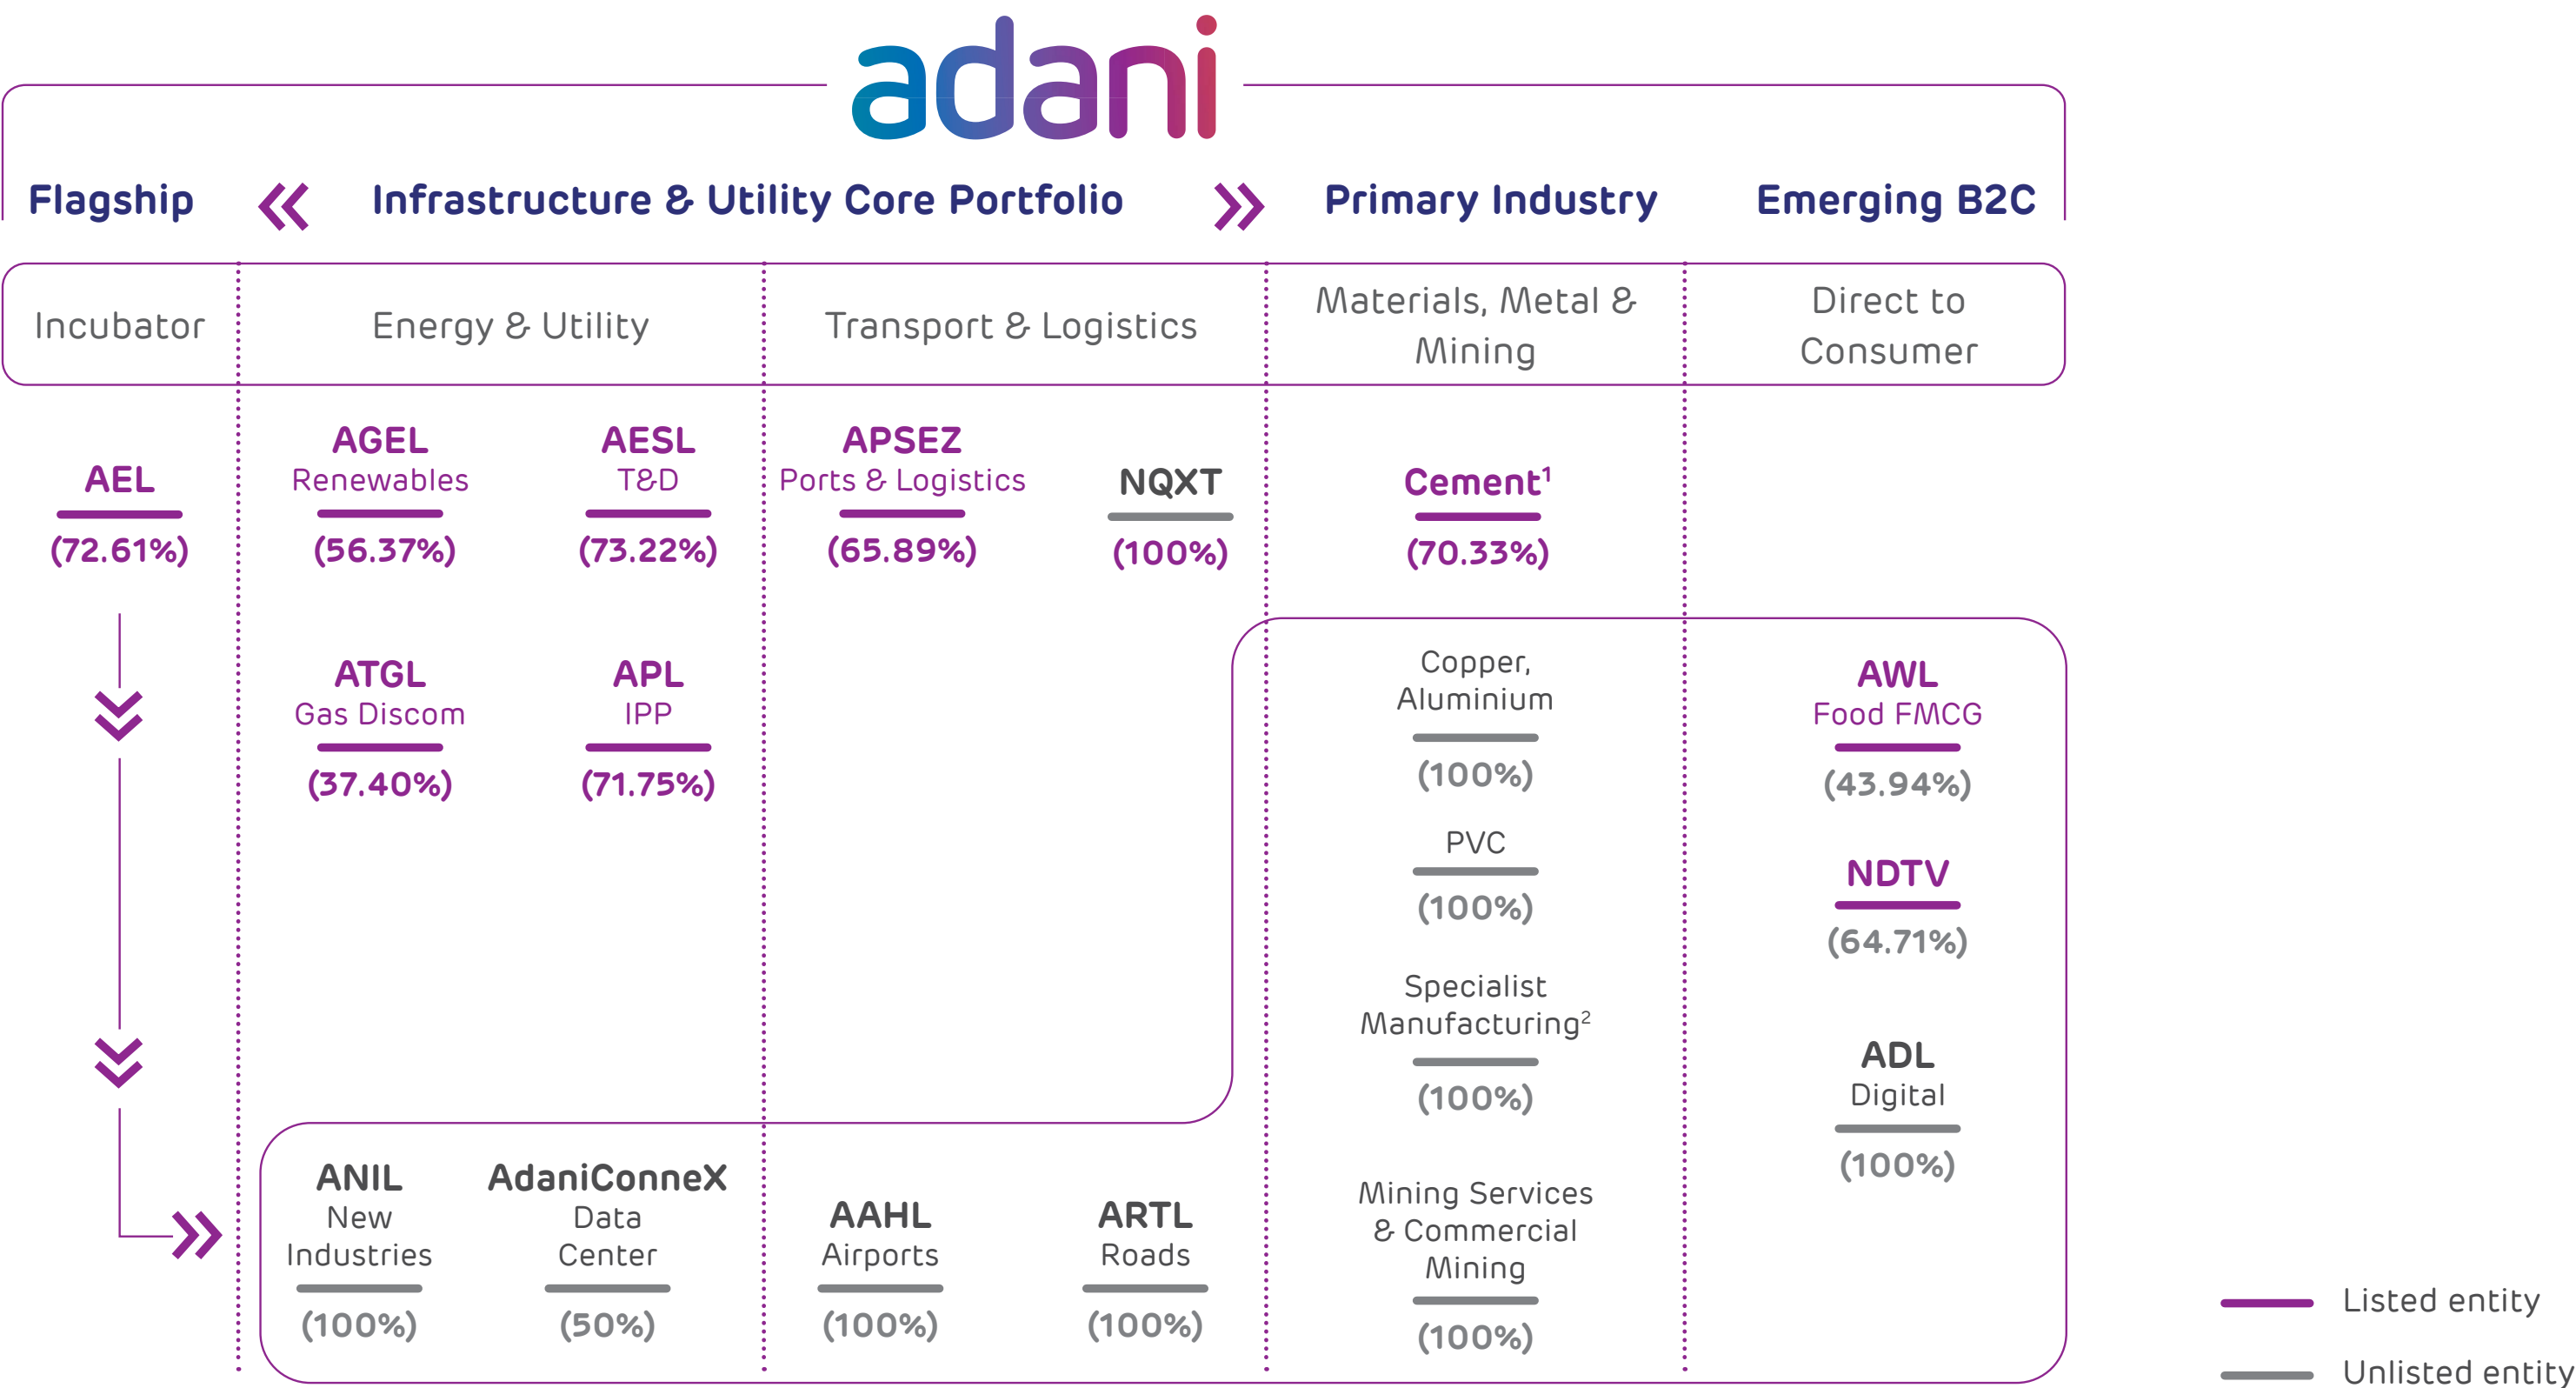 adani
Flagship
Infrastructure & Utility Core Portfolio
Primary Industry
Emerging B2C
Incubator
Energy & Utility
Transport & Logistics
Materials, Metal &
Mining
Direct to
Consumer
AEL
(72.61%)
AGEL
Renewables
(56.37%)
AESL
T&D
(73.22%)
APSEZ
Ports & Logistics
(65.89%)
NQXT
(100%)
Cement¹
(70.33%)
ATGL
Gas Discom
(37.40%)
APL
IPP
(71.75%)
Copper,
Aluminium
(100%)
PVC
(100%)
Specialist
Manufacturing²
(100%)
Mining Services
& Commercial
Mining
(100%)
AWL
Food FMCG
(43.94%)
NDTV
(64.71%)
ADL
Digital
(100%)
ANIL
New
Industries
(100%)
AdaniConneX
Data
Center
(50%)
AAHL
Airports
(100%)
ARTL
Roads
(100%)
Listed entity
Unlisted entity